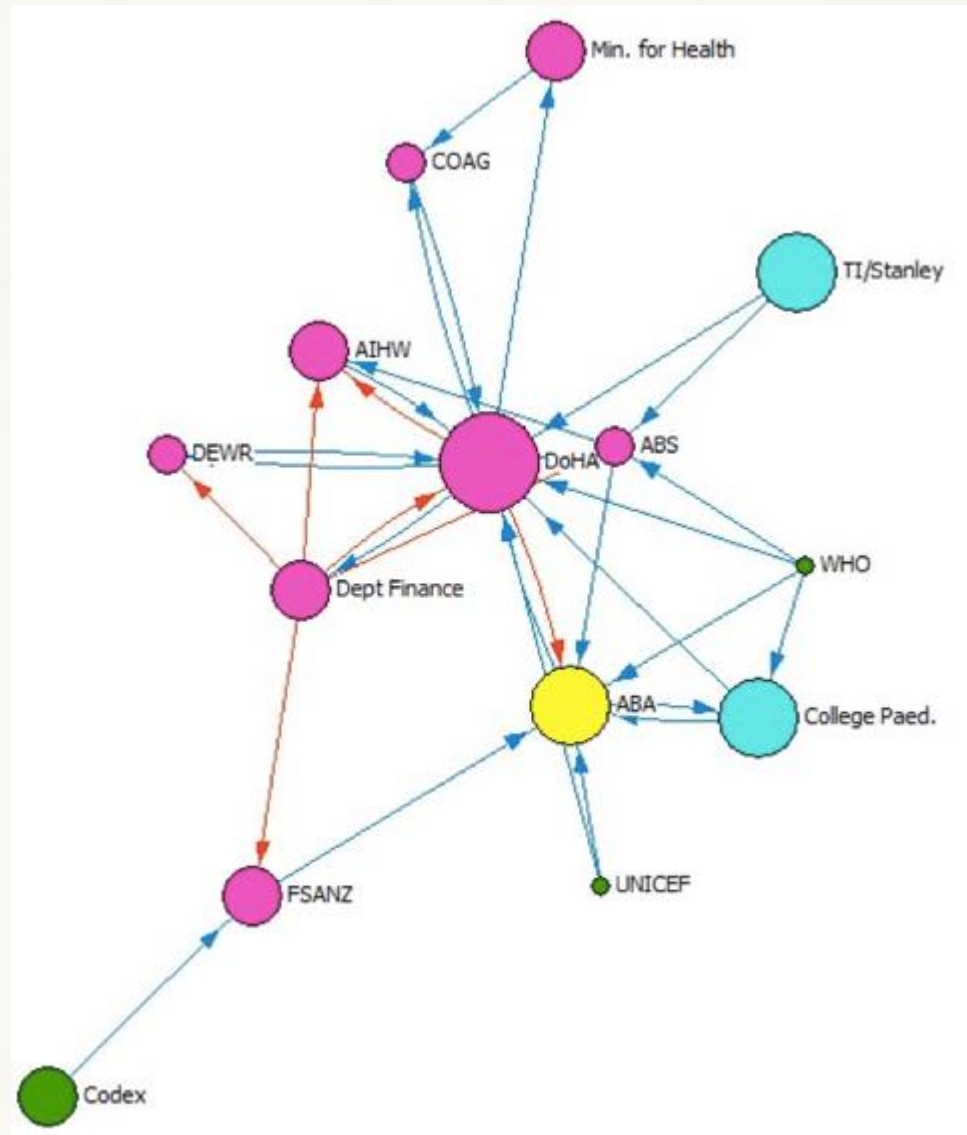 Min. for Health
COAG
TI/Stanley
AIHW
DEWR
DoHA
ABS
WHO
Dept Finance
ABA
College Paed.
UNICEF
FSANZ
Codex